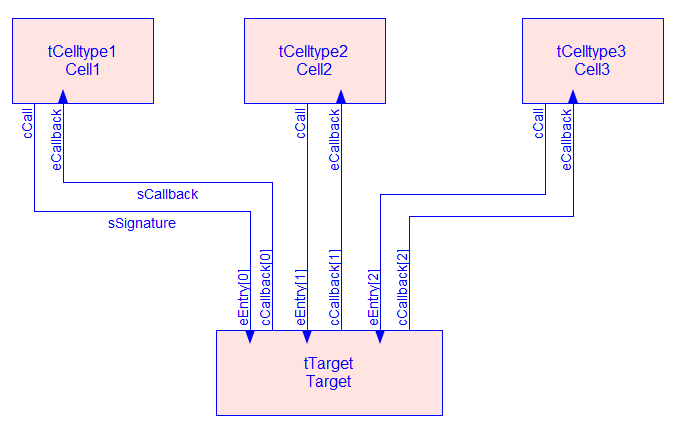 tCelltype1
Cell1
tCelltype2
Cell2
tCelltype3
Cell3
cCall
eCallback
cCall
eCallback
cCall
eCallback
sCallback
sSignature
eEntry[0]
cCallback[0]
eEntry[1]
cCallback[1]
eEntry[2]
cCallback[2]
tTarget
Target